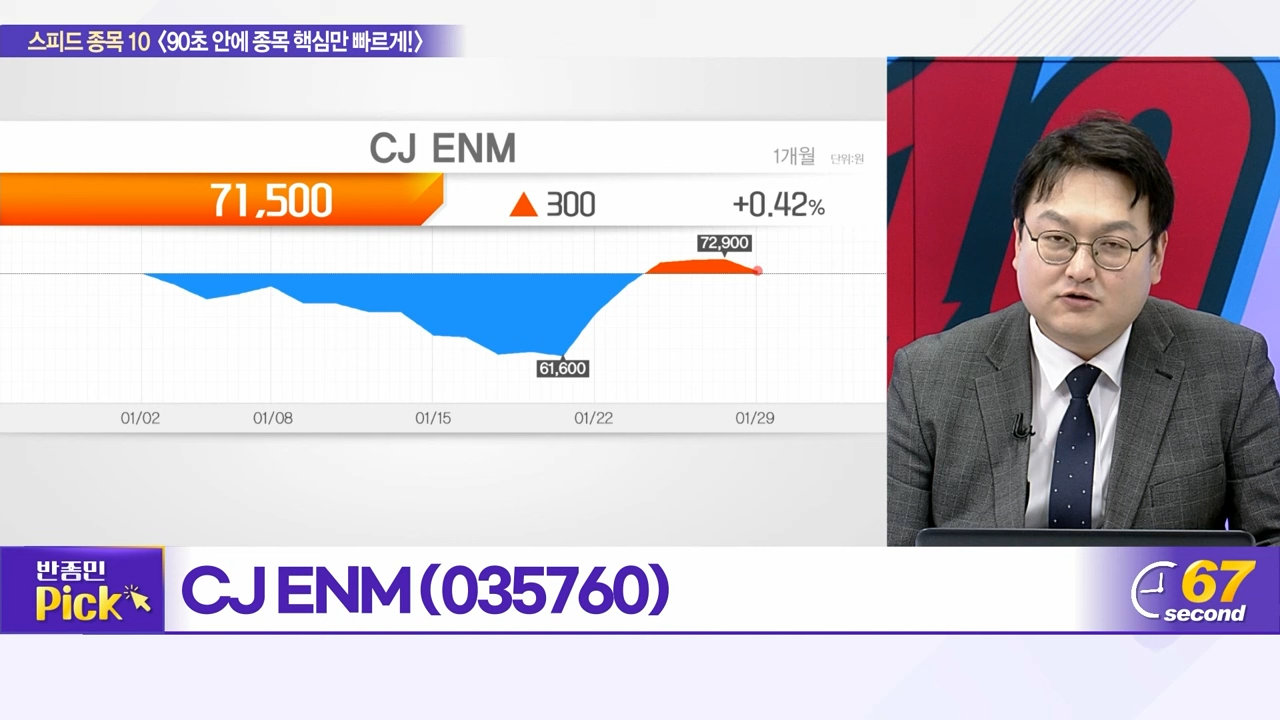 스피드 종목 10 〈90초 안에 종목 핵심만 빠르게!〉
CJ ENM
1개월 단위:원
71,500 ▲ 300 +0.42%
72,900
61,600
01/02 01/08 01/15 01/22 01/29
반종민
Pick
CJ ENM (035760)
67
second
10